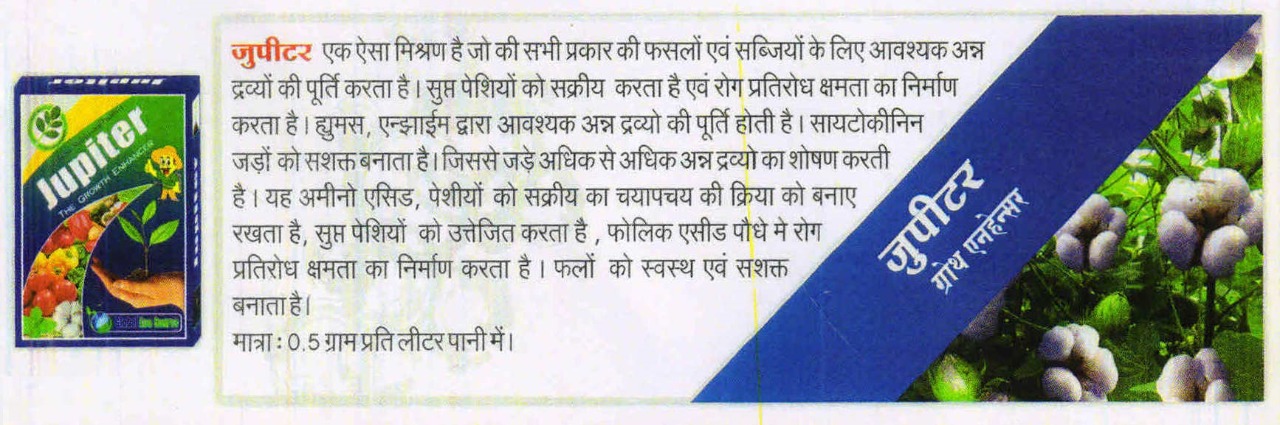 Jupiter
Jupiter
THE GROWTH ENHANCER
जुपीटर एक ऐसा मिश्रण है जो की सभी प्रकार की फसलों एवं सब्जियों के लिए आवश्यक अन्न
द्रव्यों की पूर्ति करता है। सुप्त पेशियों को सक्रीय करता है एवं रोग प्रतिरोध क्षमता का निर्माण
करता है। ह्युमस, एन्झाईम द्वारा आवश्यक अन्न द्रव्यो की पूर्ति होती है। सायटोकीनिन
जड़ों को सशक्त बनाता है। जिससे जड़े अधिक से अधिक अन्न द्रव्यो का शोषण करती
है। यह अमीनो एसिड, पेशीयों को सक्रीय का चयापचय की क्रिया को बनाए
रखता है, सुप्त पेशियों को उत्तेजित करता है , फोलिक एसीड पौधे मे रोग
प्रतिरोध क्षमता का निर्माण करता है। फलों को स्वस्थ एवं सशक्त
बनाता है।
मात्रा : 0.5 ग्राम प्रति लीटर पानी में।
जुपीटर
ग्रोथ एनहेन्सर